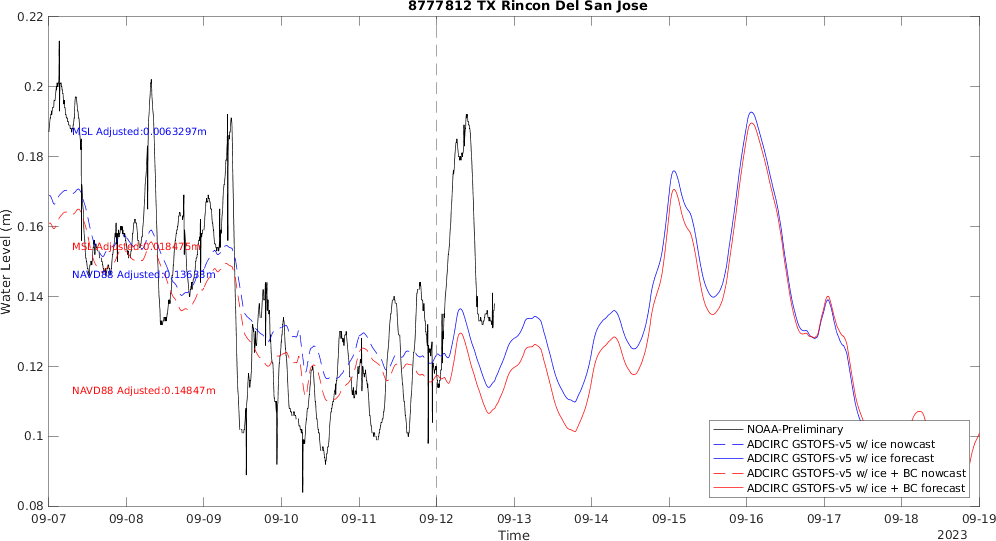 8777812 TX Rincon Del San Jose
0.22
0.2
0.18
0.16
0.14
0.12
0.1
0.08
Water Level (m)
MSL Adjusted:0.0063297m
MSL Adjusted:0.018475m
NAVD88 Adjusted:0.13633m
NAVD88 Adjusted:0.14847m
NOAA-Preliminary
ADCIRC GSTOFS-v5 w/ ice nowcast
ADCIRC GSTOFS-v5 w/ ice forecast
ADCIRC GSTOFS-v5 w/ ice + BC nowcast
ADCIRC GSTOFS-v5 w/ ice + BC forecast
09-07 09-08 09-09 09-10 09-11 09-12 09-13 09-14 09-15 09-16 09-17 09-18 09-19
Time
2023